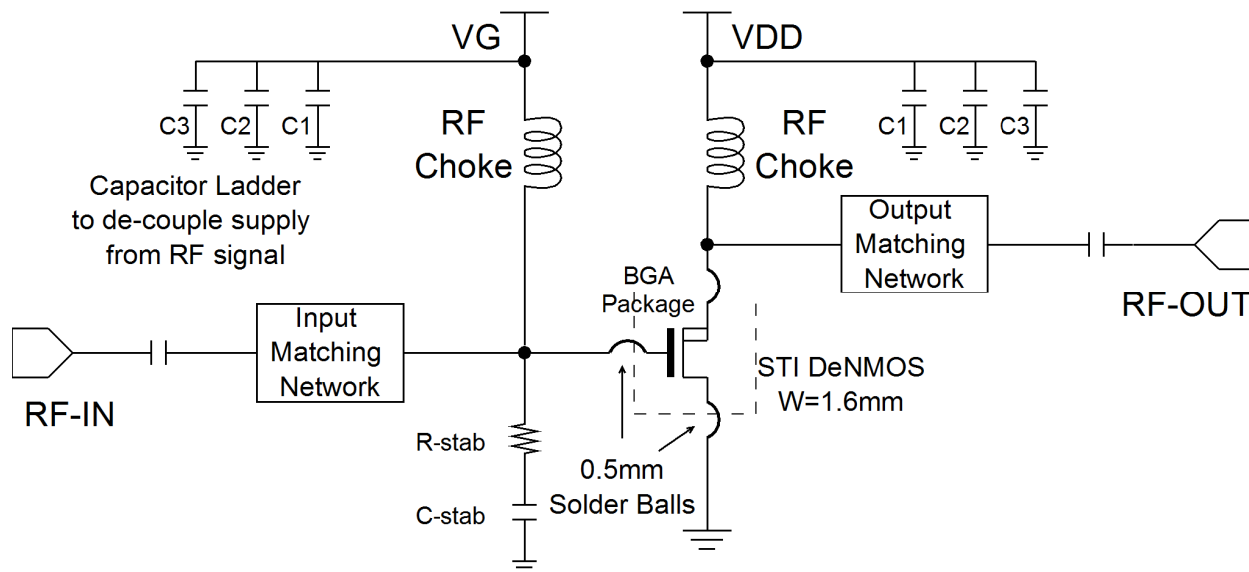 VG
VDD
C3
C2
C1
RF
Choke
RF
Choke
C1
C2
C3
Capacitor Ladder
to de-couple supply
from RF signal
Output
Matching
Network
BGA
Package
RF-OUT
Input
Matching
Network
STI DeNMOS
W=1.6mm
RF-IN
R-stab
0.5mm
Solder Balls
C-stab